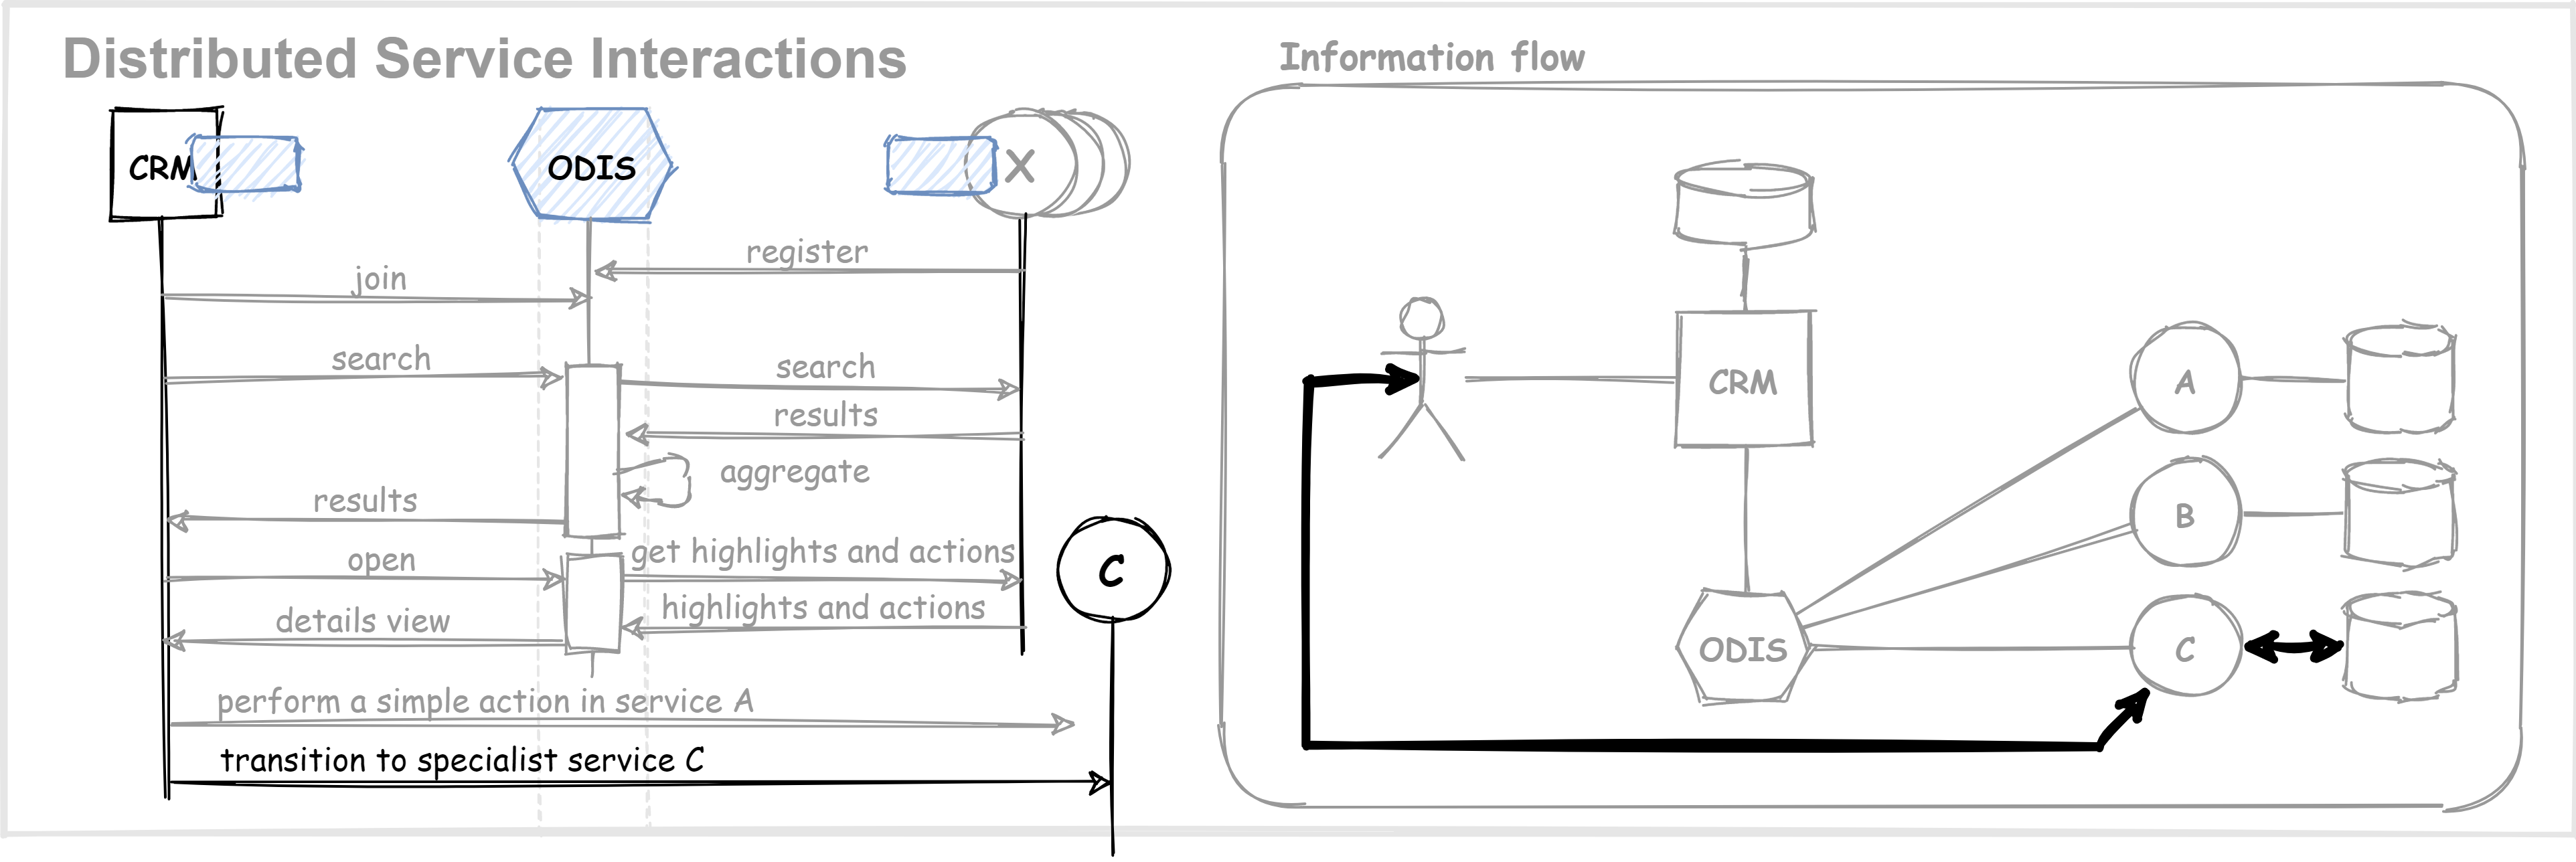 Distributed Service Interactions
CRM
ODIS
X
register
join
search
search
results
aggregate
results
get highlights and actions
open
highlights and actions
details view
C
perform a simple action in service A
transition to specialist service C
Information flow
CRM
A
B
ODIS
C